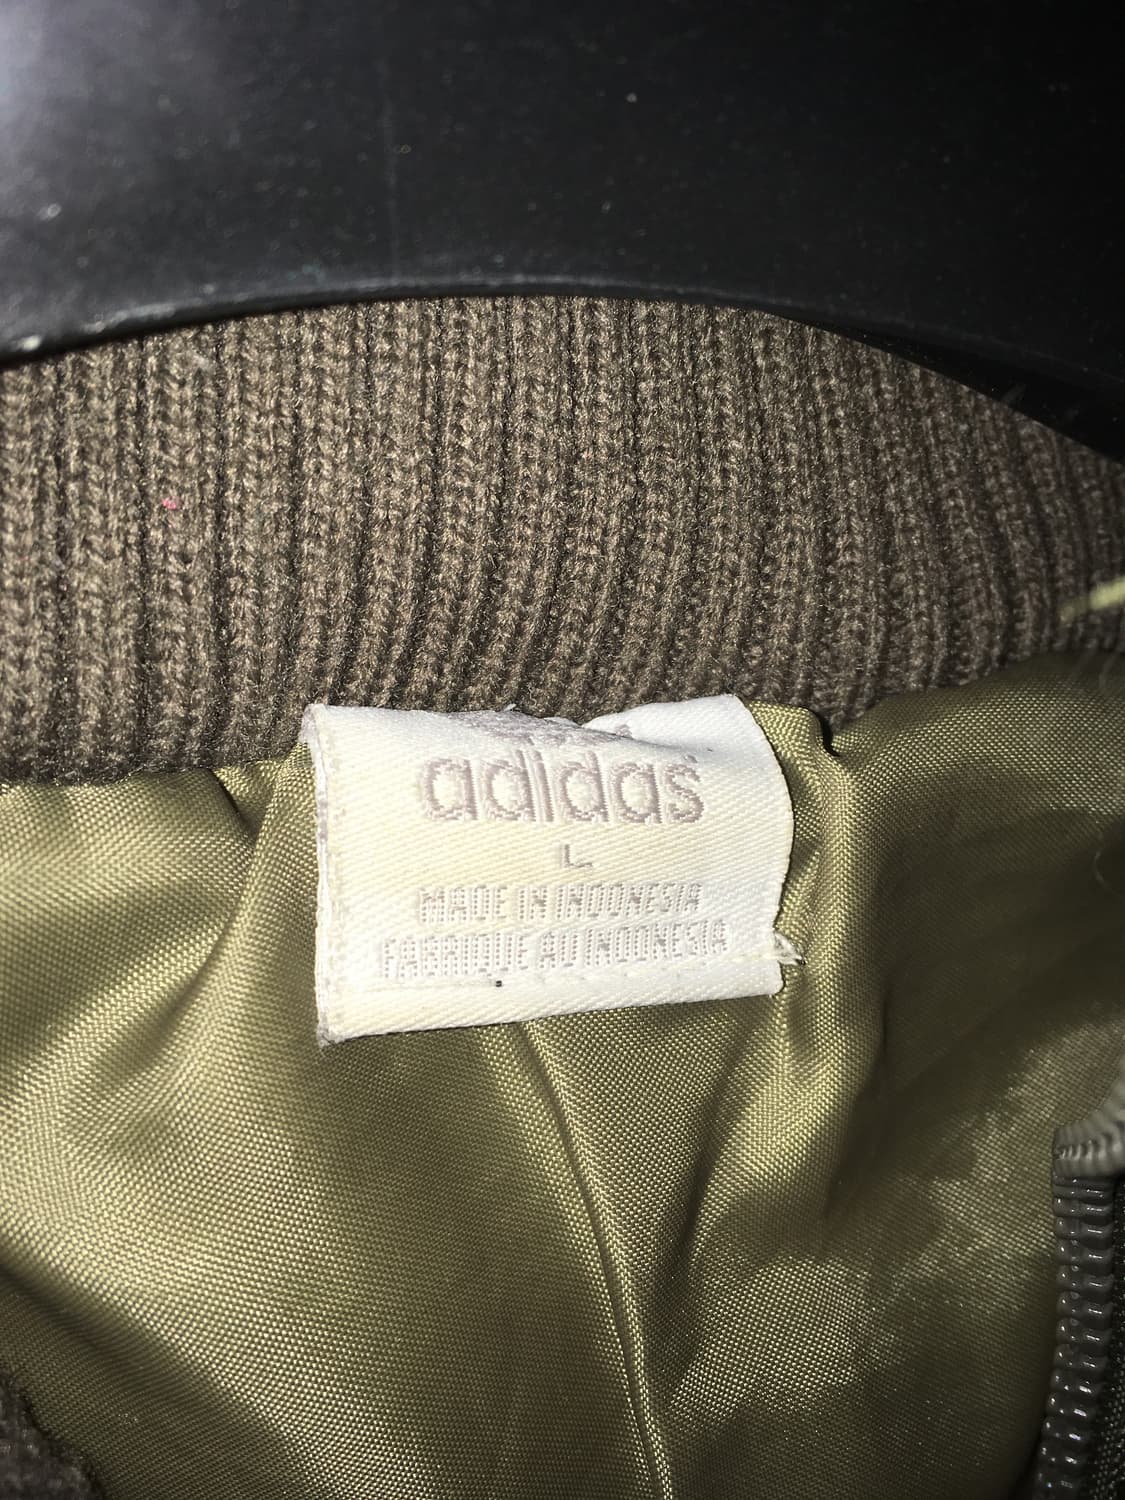 adidas
L
MADE IN INDONESIA
FABRIQUE AU INDONESIA